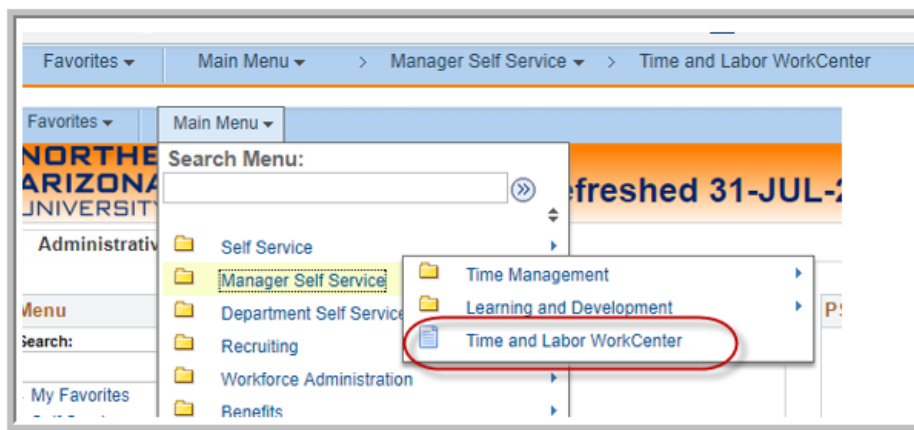 Favorites Main Menu > Manager Self Service > Time and Labor WorkCenter
Favorites Main Menu
NORTHE
ARIZONA
UNIVERSIT
Search Menu:
efreshed 31-JUL-2
Administrativ
Self Service
Manager Self Service
Time Management
Menu
Department Self Service
Learning and Development
P
Search:
Recruiting
Time and Labor WorkCenter
Workforce Administration
My Favorites
Benefits